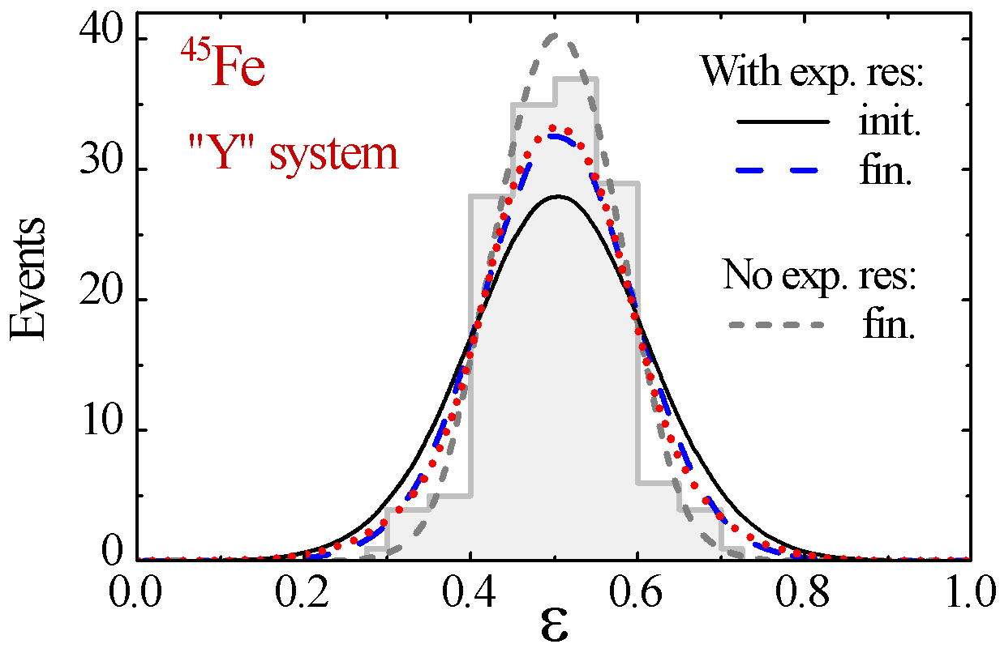 40
30
20
10
0
Events
⁴⁵Fe
"Y" system
With exp. res:
init.
fin.
No exp. res:
fin.
0.0 0.2 0.4 0.6 0.8 1.0
ε